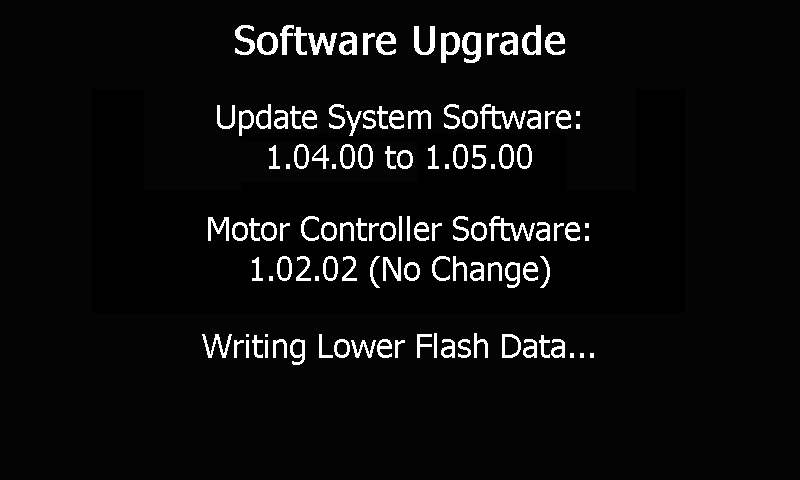 Software Upgrade
Update System Software:
1.04.00 to 1.05.00
Motor Controller Software:
1.02.02 (No Change)
Writing Lower Flash Data...